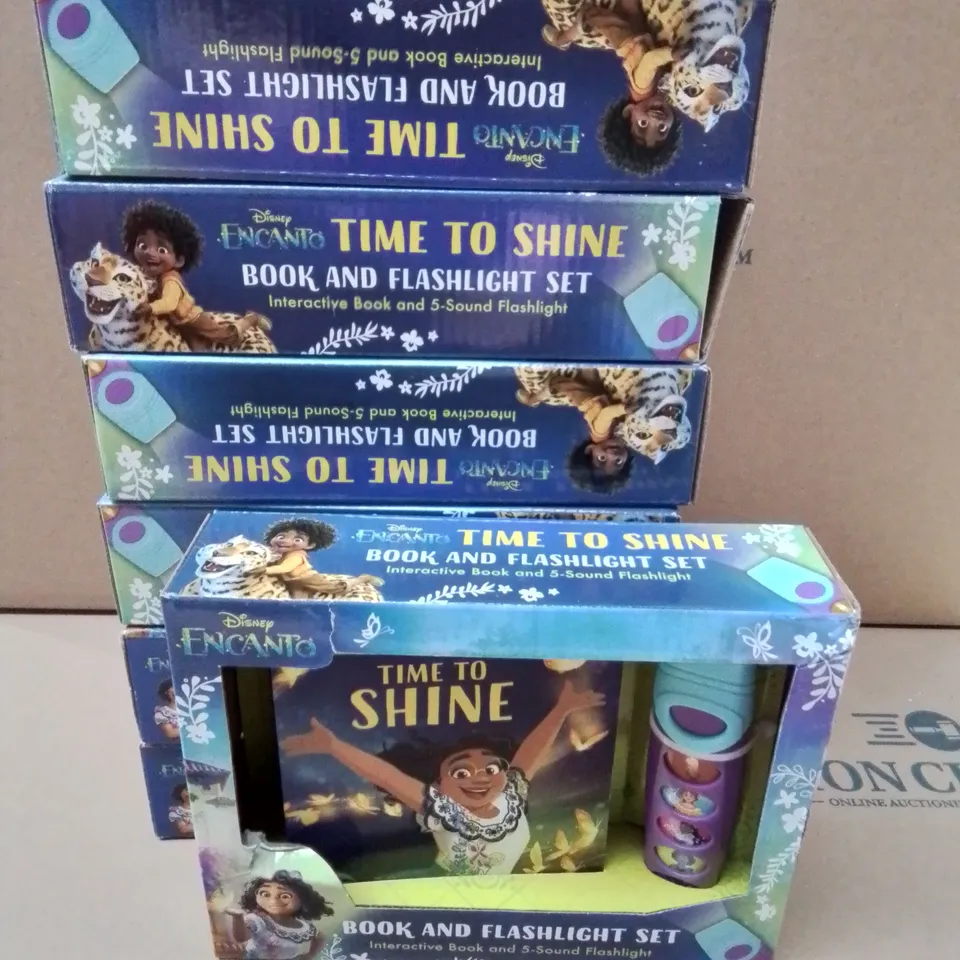 Interactive Book and 5-Sound Flashlight
BOOK AND FLASHLIGHT SET
Disney ENCANTO TIME TO SHINE
Disney ENCANTO TIME TO SHINE
BOOK AND FLASHLIGHT SET
Interactive Book and 5-Sound Flashlight
M
Interactive Book and 5-Sound Flashlight
BOOK AND FLASHLIGHT SET
Disney ENCANTO TIME TO SHINE
Disney ENCANTO TIME TO SHINE
BOOK AND FLASHLIGHT SET
Interactive Book and 5-Sound Flashlight
Disney
ENCANTO
TIME TO
SHINE
ONLINE AUCTION
BOOK AND FLASHLIGHT SET
Interactive Book and 5-Sound Flashlight